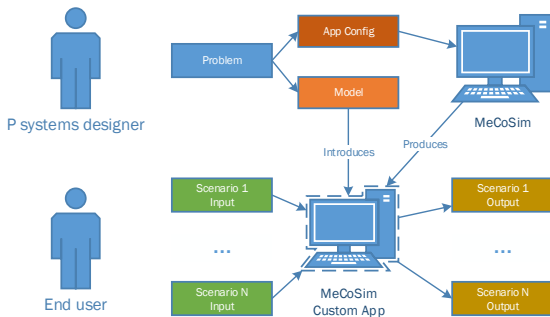 App Config
Problem
Model
P systems designer
MeCoSim
Introduces
Produces
Scenario 1
Input
Scenario 1
Output
...
...
Scenario N
Input
Scenario N
Output
End user
MeCoSim
Custom App